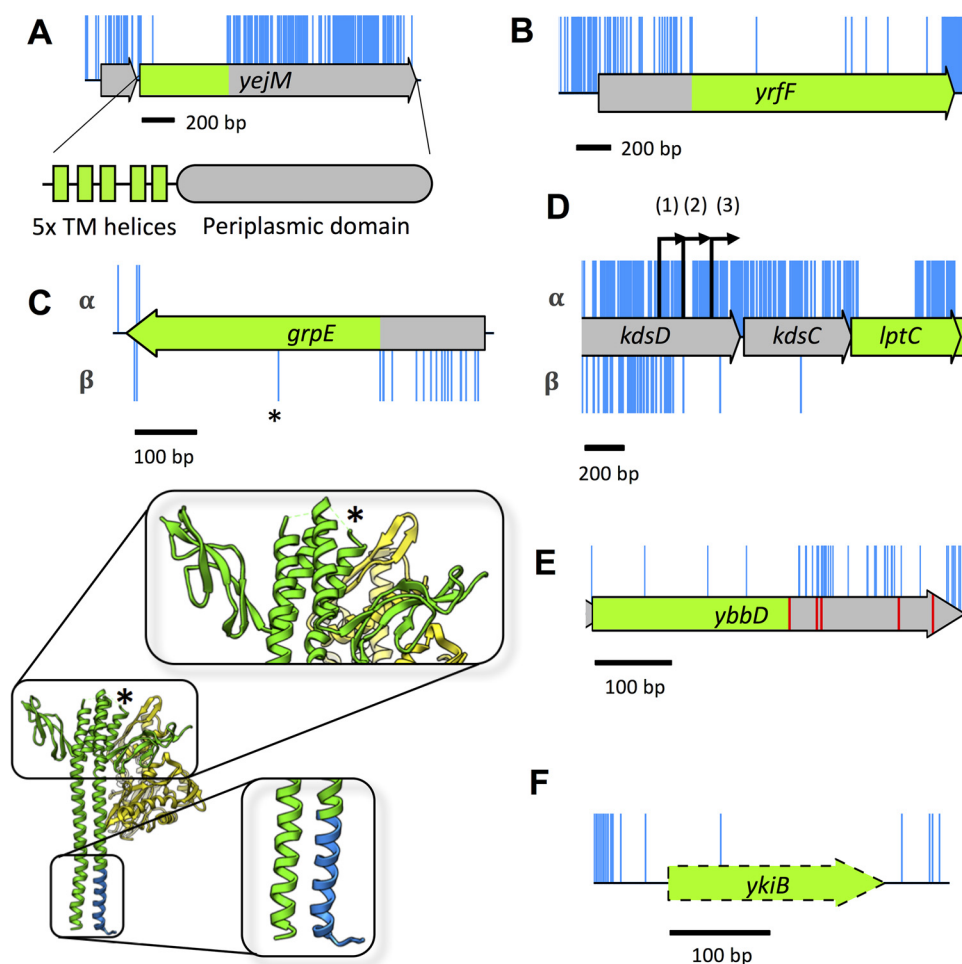 A
yejM
200 bp
5x TM helices
Periplasmic domain
B
yrfF
200 bp
C
α
grpE
β
*
100 bp
D
(1) (2) (3)
α
kdsD
kdsC
lptC
β
200 bp
*
*
E
ybbD
100 bp
F
ykiB
100 bp